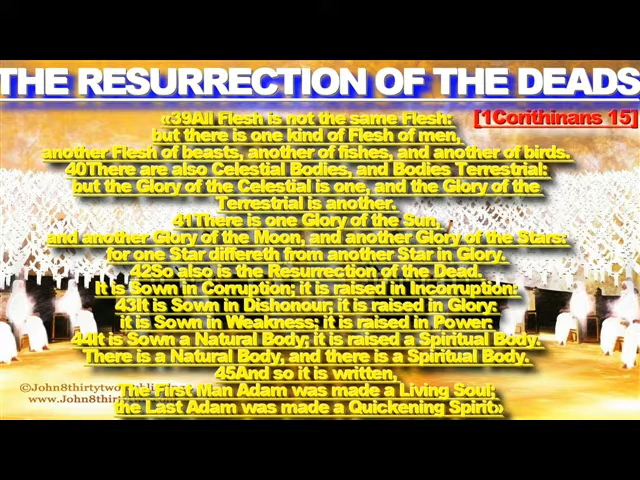 THE RESURRECTION OF THE DEADS
«39All Flesh is not the same Flesh: [1Corithinans 15]
but there is one kind of Flesh of men,
another Flesh of beasts, another of fishes, and another of birds.
40There are also Celestial Bodies, and Bodies Terrestrial:
but the Glory of the Celestial is one, and the Glory of the
Terrestrial is another.
41There is one Glory of the Sun,
and another Glory of the Moon, and another Glory of the Stars:
for one Star differeth from another Star in Glory.
42So also is the Resurrection of the Dead.
It is Sown in Corruption; it is raised in Incorruption:
43It is Sown in Dishonour; it is raised in Glory:
it is Sown in Weakness; it is raised in Power:
44It is Sown a Natural Body; it is raised a Spiritual Body.
There is a Natural Body, and there is a Spiritual Body.
45And so it is written,
©John8thirtytwo
The First Man Adam was made a Living Soul;
www.John8thir
the Last Adam was made a Quickening Spirit»